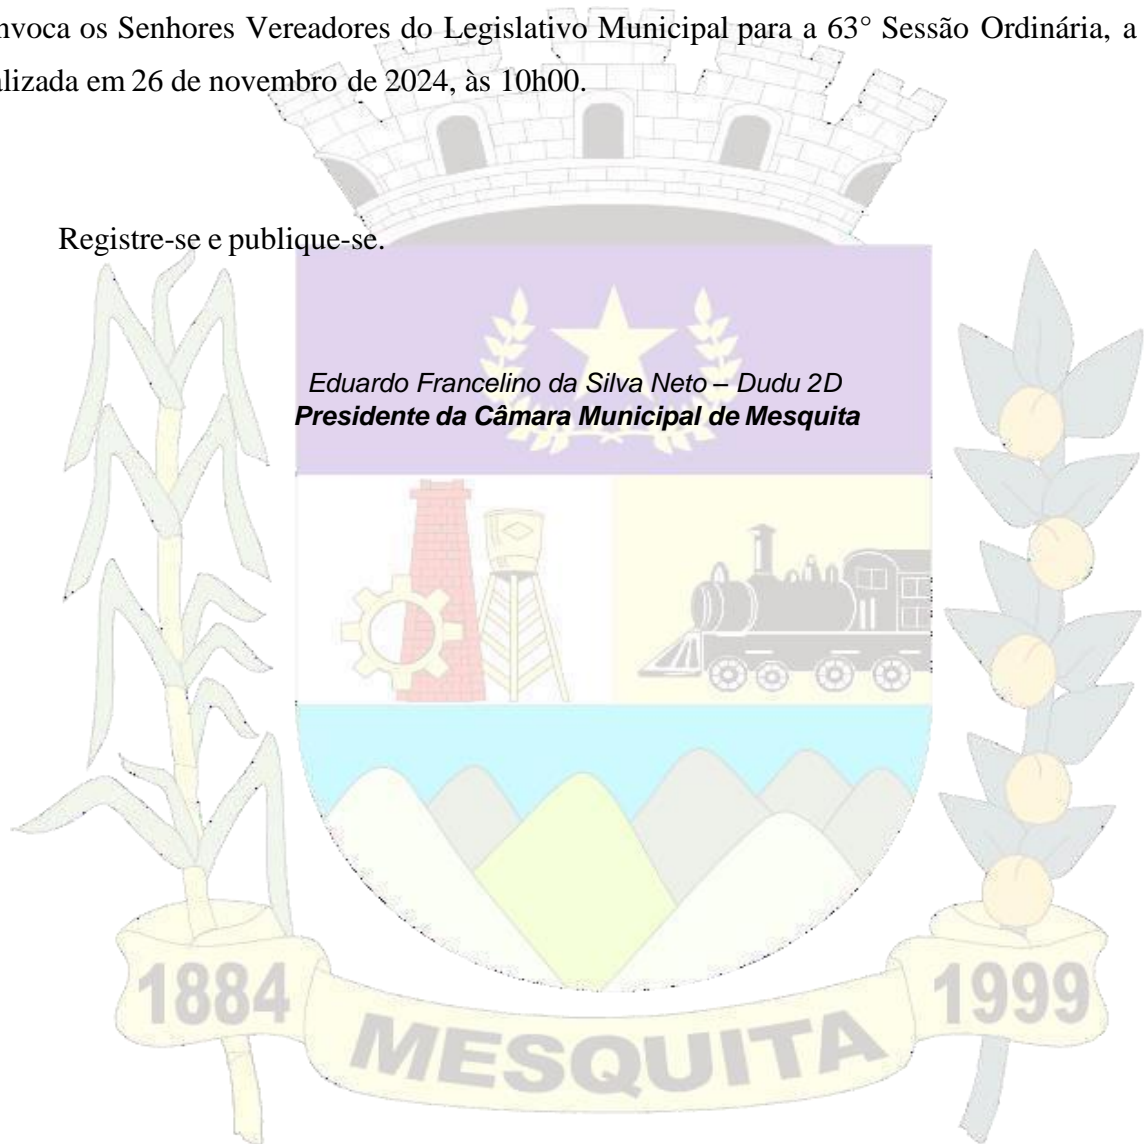 nvoca os Senhores Vereadores do Legislativo Municipal para a 63° Sessão Ordinária, a
alizada em 26 de novembro de 2024, às 10h00.
Registre-se e publique-se.
Eduardo Francelino da Silva Neto – Dudu 2D
Presidente da Câmara Municipal de Mesquita
1884
MESQUITA
1999